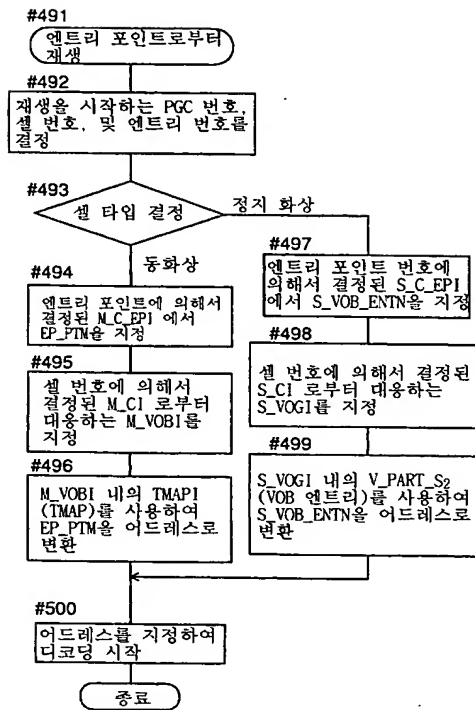 #491
엔트리 포인트로부터
재생
#492
재생을 시작하는 PGC 번호,
셀 번호, 및 엔트리 번호를
결정
#493
셀 타입 결정
정지 화상
동화상
#494
엔트리 포인트에 의해서
결정된 M_C_EPI 에서
EP_PTM을 지정
#495
셀 번호에 의헤서
결정된 M_CI 로부터
대응하는 M_VOBI를
지정
#496
M_VOBI 내의 TMAPI
(TMAP)를 사용하여
EP_PTM을 어드레스로
변환
#497
엔트리 포인트 번호에
의해서 결정된 S_C_EPI
에서 S_VOB_ENTN을 지정
#498
셀 번호에 의해서 결정된
S_CI 로부터 대응하는
S_VOGI를 지정
#499
S_VOGI 내의 V_PART_S₂
(VOB 엔트리)를 사용하여
S_VOB_ENTN을 어드레스로
변환
#500
어드레스를 지정하여
디코딩 시작
종료